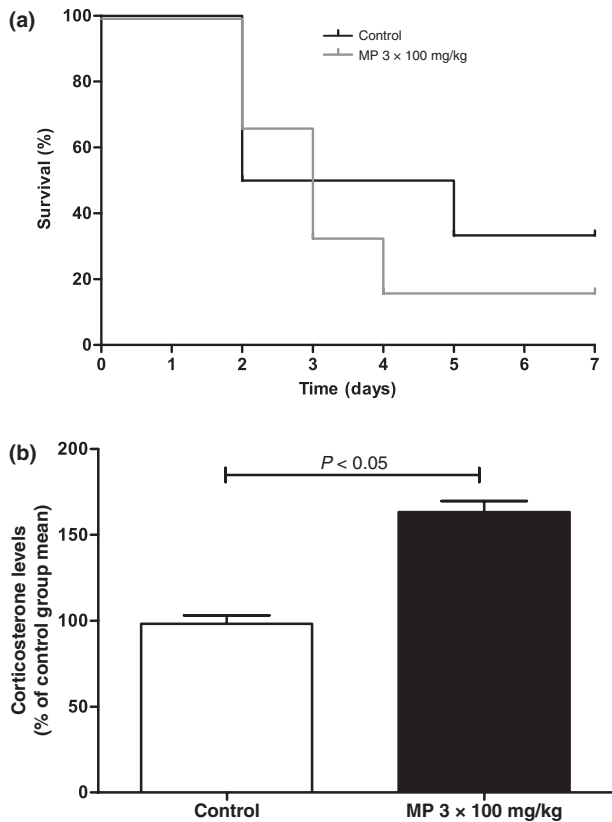 (a)
100
80
60
40
20
0
Survival (%)
Control
MP 3 × 100 mg/kg
0 1 2 3 4 5 6 7
Time (days)
(b)
200
150
100
50
0
Corticosterone levels
(% of control group mean)
P < 0.05
Control MP 3 × 100 mg/kg